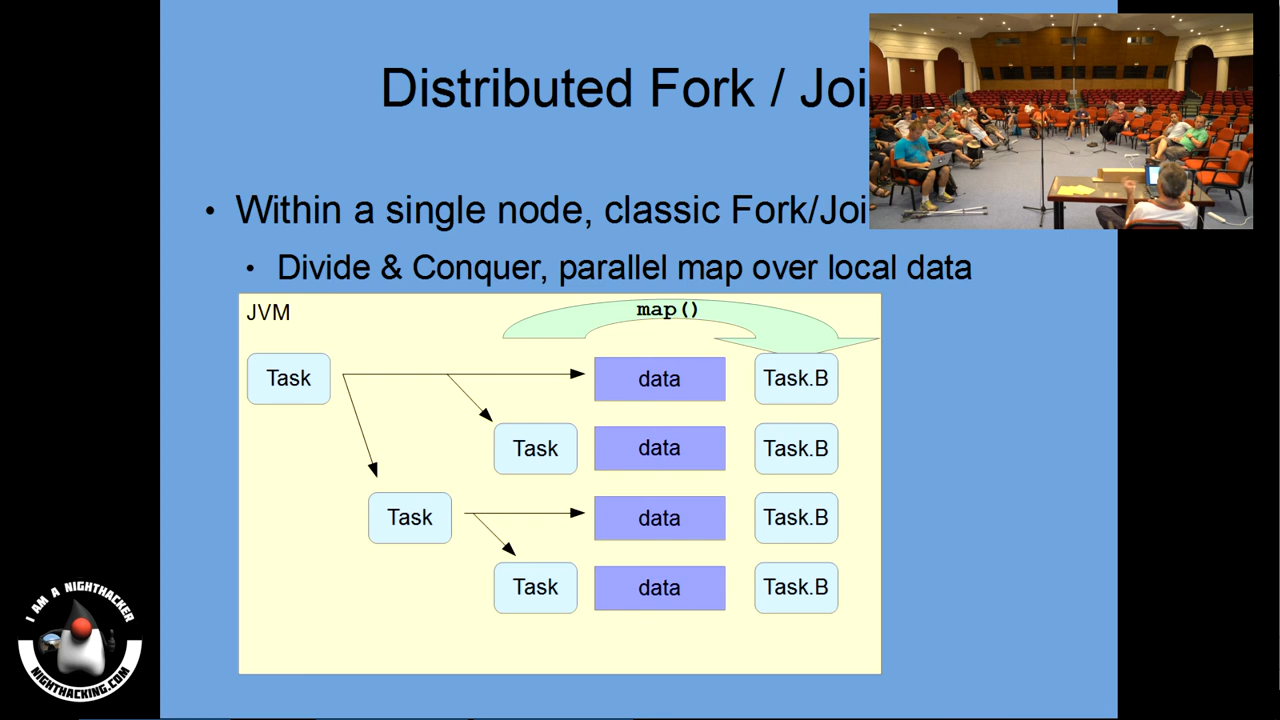 Distributed Fork / Joi
• Within a single node, classic Fork/Joi
• Divide & Conquer, parallel map over local data
JVM
map()
Task data Task.B
Task data Task.B
Task data Task.B
Task data Task.B
I AM A NIGHTHACKER
NIGHTHACKING.COM